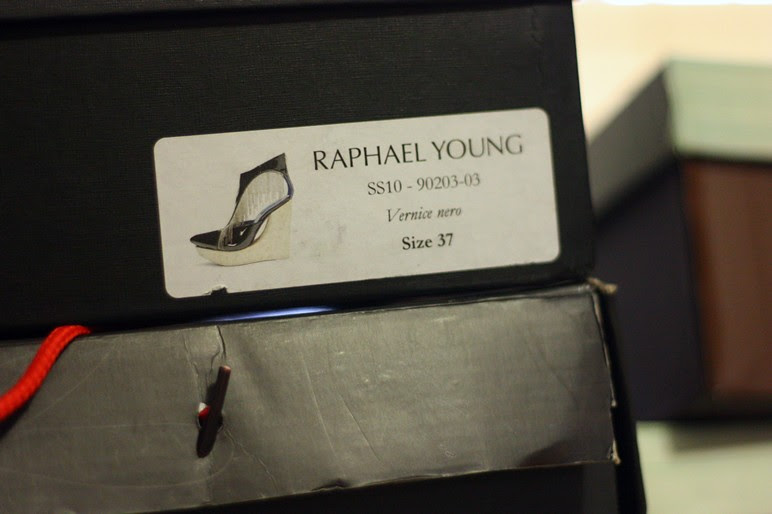 RAPHAEL YOUNG
SS10 - 90203-03
Vernice nero
Size 37